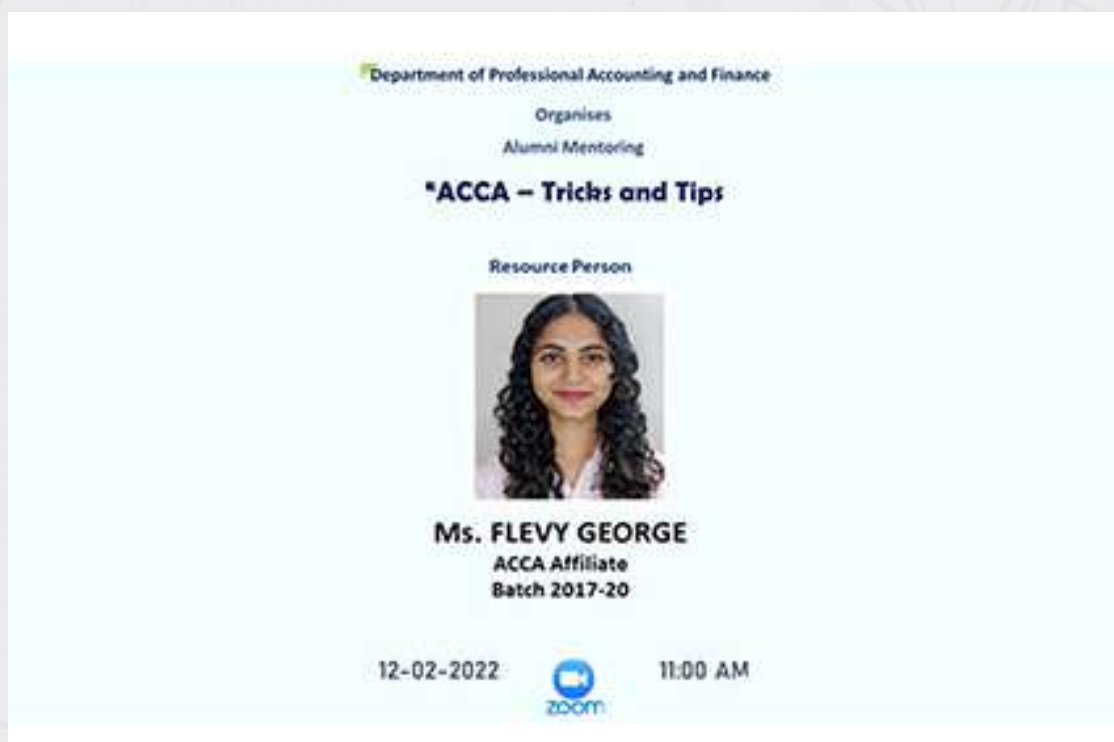 Department of Professional Accounting and Finance
Organises
Alumni Mentoring
"ACCA – Tricks and Tips
Resource Person
Ms. FLEVY GEORGE
ACCA Affiliate
Batch 2017-20
12-02-2022
zoom
11:00 AM